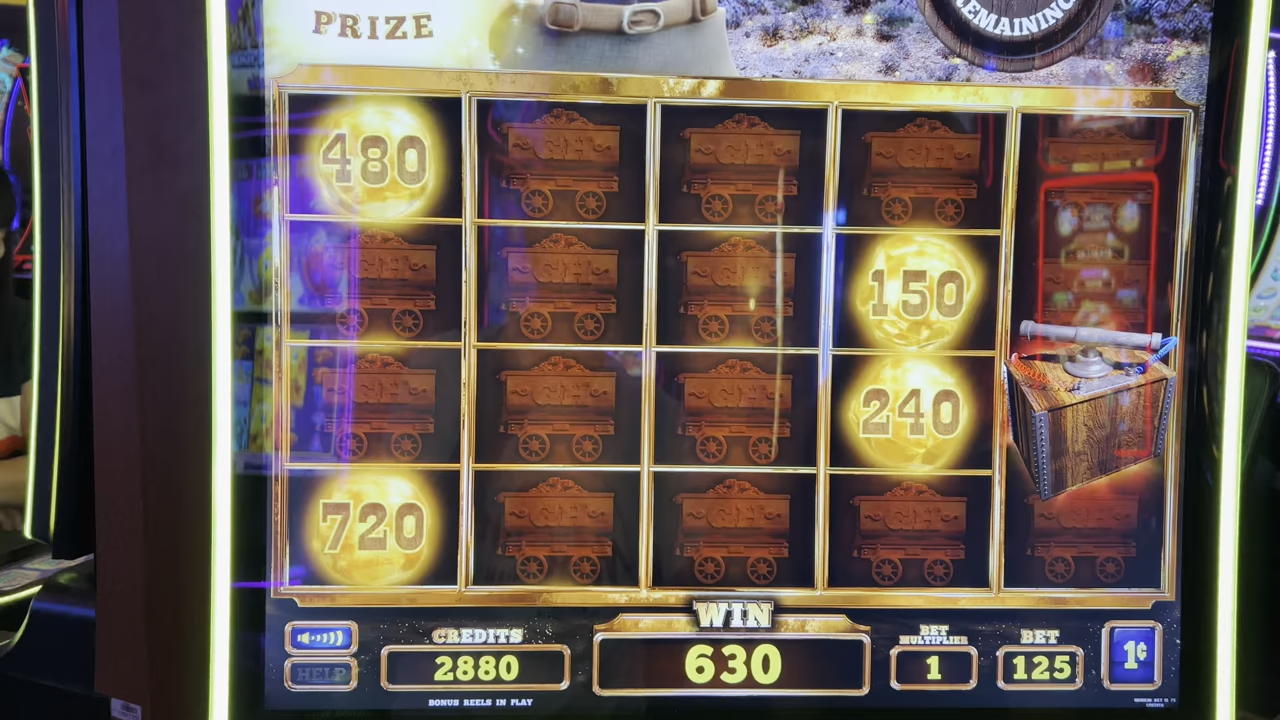 PRIZE
REMAINING
480
150
240
720
WIN
CREDITS
BET
MULTIPLIER
BET
HELP
2880
630
1
125
1¢
BONUS REELS IN PLAY